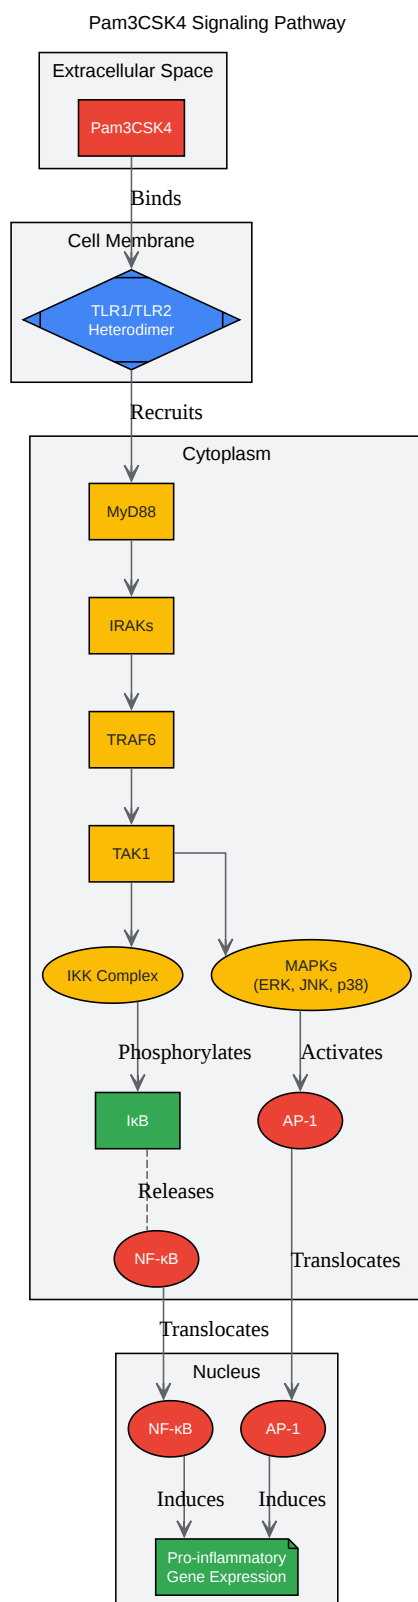 Pam3CSK4 Signaling Pathway
Extracellular Space
Pam3CSK4
Binds
Cell Membrane
TLR1/TLR2
Heterodimer
Recruits
Cytoplasm
MyD88
IRAKs
TRAF6
TAK1
IKK Complex
MAPKs
(ERK, JNK, p38)
Phosphorylates
Activates
IκB
AP-1
Releases
NF-κB
Translocates
Translocates
Nucleus
NF-κB
AP-1
Induces
Induces
Pro-inflammatory
Gene Expression